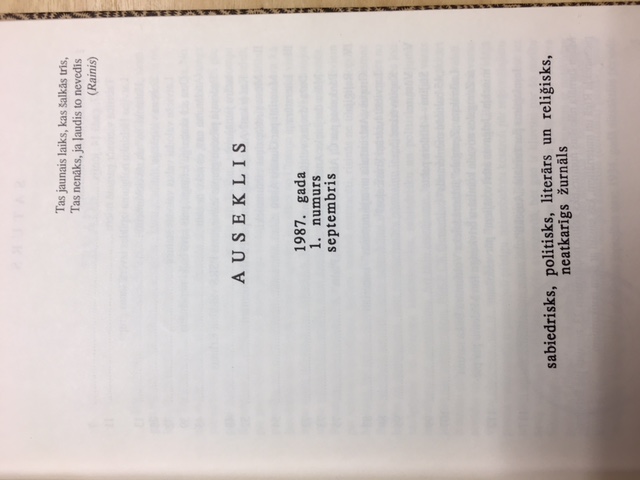 Tas jaunais laiks, kas šalkās trīs,
Tas nenāks, ja ļaudis to nevedīs
(Rainis)
AUSEKLIS
1987. gada
1. numurs
septembris
sabiedrisks, politisks, literārs un reliģisks,
neatkarīgs žurnāls